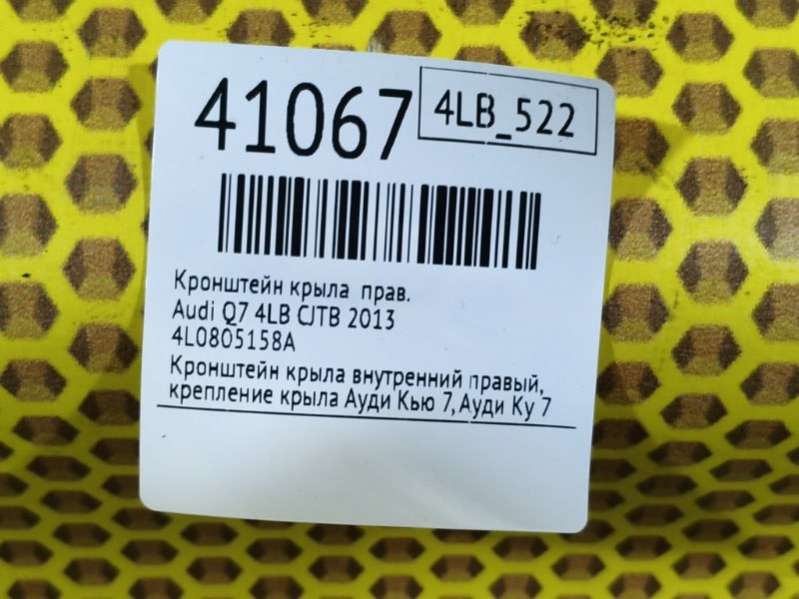 41067
4LB_522
Кронштейн крыла прав.
Audi Q7 4LB CJTB 2013
4L0805158A
Кронштейн крыла внутренний правый,
крепление крыла Ауди Кью 7, Ауди Ку 7